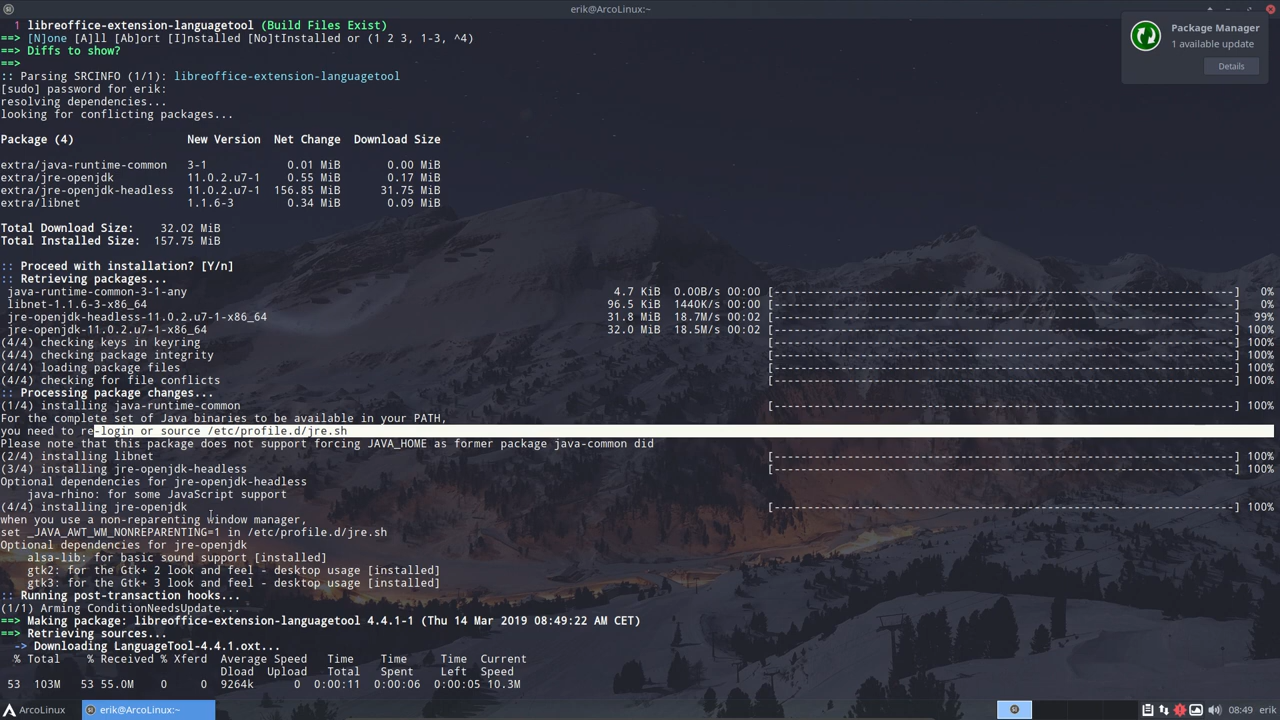 erik@ArcoLinux:~
1 libreoffice-extension-languagetool (Build Files Exist)
==> [N]one [A]ll [Ab]ort [I]nstalled [No]tInstalled or (1 2 3, 1-3, ^4)
==> Diffs to show?
==>
:: Parsing SRCINFO (1/1): libreoffice-extension-languagetool
[sudo] password for erik:
resolving dependencies...
looking for conflicting packages...
Package (4) New Version Net Change Download Size
extra/java-runtime-common 3-1 0.01 MiB 0.00 MiB
extra/jre-openjdk 11.0.2.u7-1 0.55 MiB 0.17 MiB
extra/jre-openjdk-headless 11.0.2.u7-1 156.85 MiB 31.75 MiB
extra/libnet 1.1.6-3 0.34 MiB 0.09 MiB
Total Download Size: 32.02 MiB
Total Installed Size: 157.75 MiB
:: Proceed with installation? [Y/n]
:: Retrieving packages...
java-runtime-common-3-1-any 4.7 KiB 0.00B/s 00:00 [----------------------------------------------------------] 0%
libnet-1.1.6-3-x86_64 96.5 KiB 1440K/s 00:00 [----------------------------------------------------------] 0%
jre-openjdk-headless-11.0.2.u7-1-x86_64 31.8 MiB 18.7M/s 00:02 [----------------------------------------------------------] 99%
jre-openjdk-11.0.2.u7-1-x86_64 32.0 MiB 18.5M/s 00:02 [----------------------------------------------------------] 100%
(4/4) checking keys in keyring [----------------------------------------------------------] 100%
(4/4) checking package integrity [----------------------------------------------------------] 100%
(4/4) loading package files [----------------------------------------------------------] 100%
(4/4) checking for file conflicts [----------------------------------------------------------] 100%
:: Processing package changes...
(1/4) installing java-runtime-common [----------------------------------------------------------] 100%
For the complete set of Java binaries to be available in your PATH,
you need to re-login or source /etc/profile.d/jre.sh
Please note that this package does not support forcing JAVA_HOME as former package java-common did
(2/4) installing libnet [----------------------------------------------------------] 100%
(3/4) installing jre-openjdk-headless [----------------------------------------------------------] 100%
Optional dependencies for jre-openjdk-headless
java-rhino: for some JavaScript support
(4/4) installing jre-openjdk [----------------------------------------------------------] 100%
when you use a non-reparenting window manager,
set _JAVA_AWT_WM_NONREPARENTING=1 in /etc/profile.d/jre.sh
Optional dependencies for jre-openjdk
alsa-lib: for basic sound support [installed]
gtk2: for the Gtk+ 2 look and feel - desktop usage [installed]
gtk3: for the Gtk+ 3 look and feel - desktop usage [installed]
:: Running post-transaction hooks...
(1/1) Arming ConditionNeedsUpdate...
==> Making package: libreoffice-extension-languagetool 4.4.1-1 (Thu 14 Mar 2019 08:49:22 AM CET)
==> Retrieving sources...
-> Downloading LanguageTool-4.4.1.oxt...
% Total % Received % Xferd Average Speed Time Time Time Current
Dload Upload Total Spent Left Speed
53 103M 53 55.0M 0 0 9264k 0 0:00:11 0:00:06 0:00:05 10.3M
Package Manager
1 available update
Details
ArcoLinux erik@ArcoLinux:~ 08:49 erik